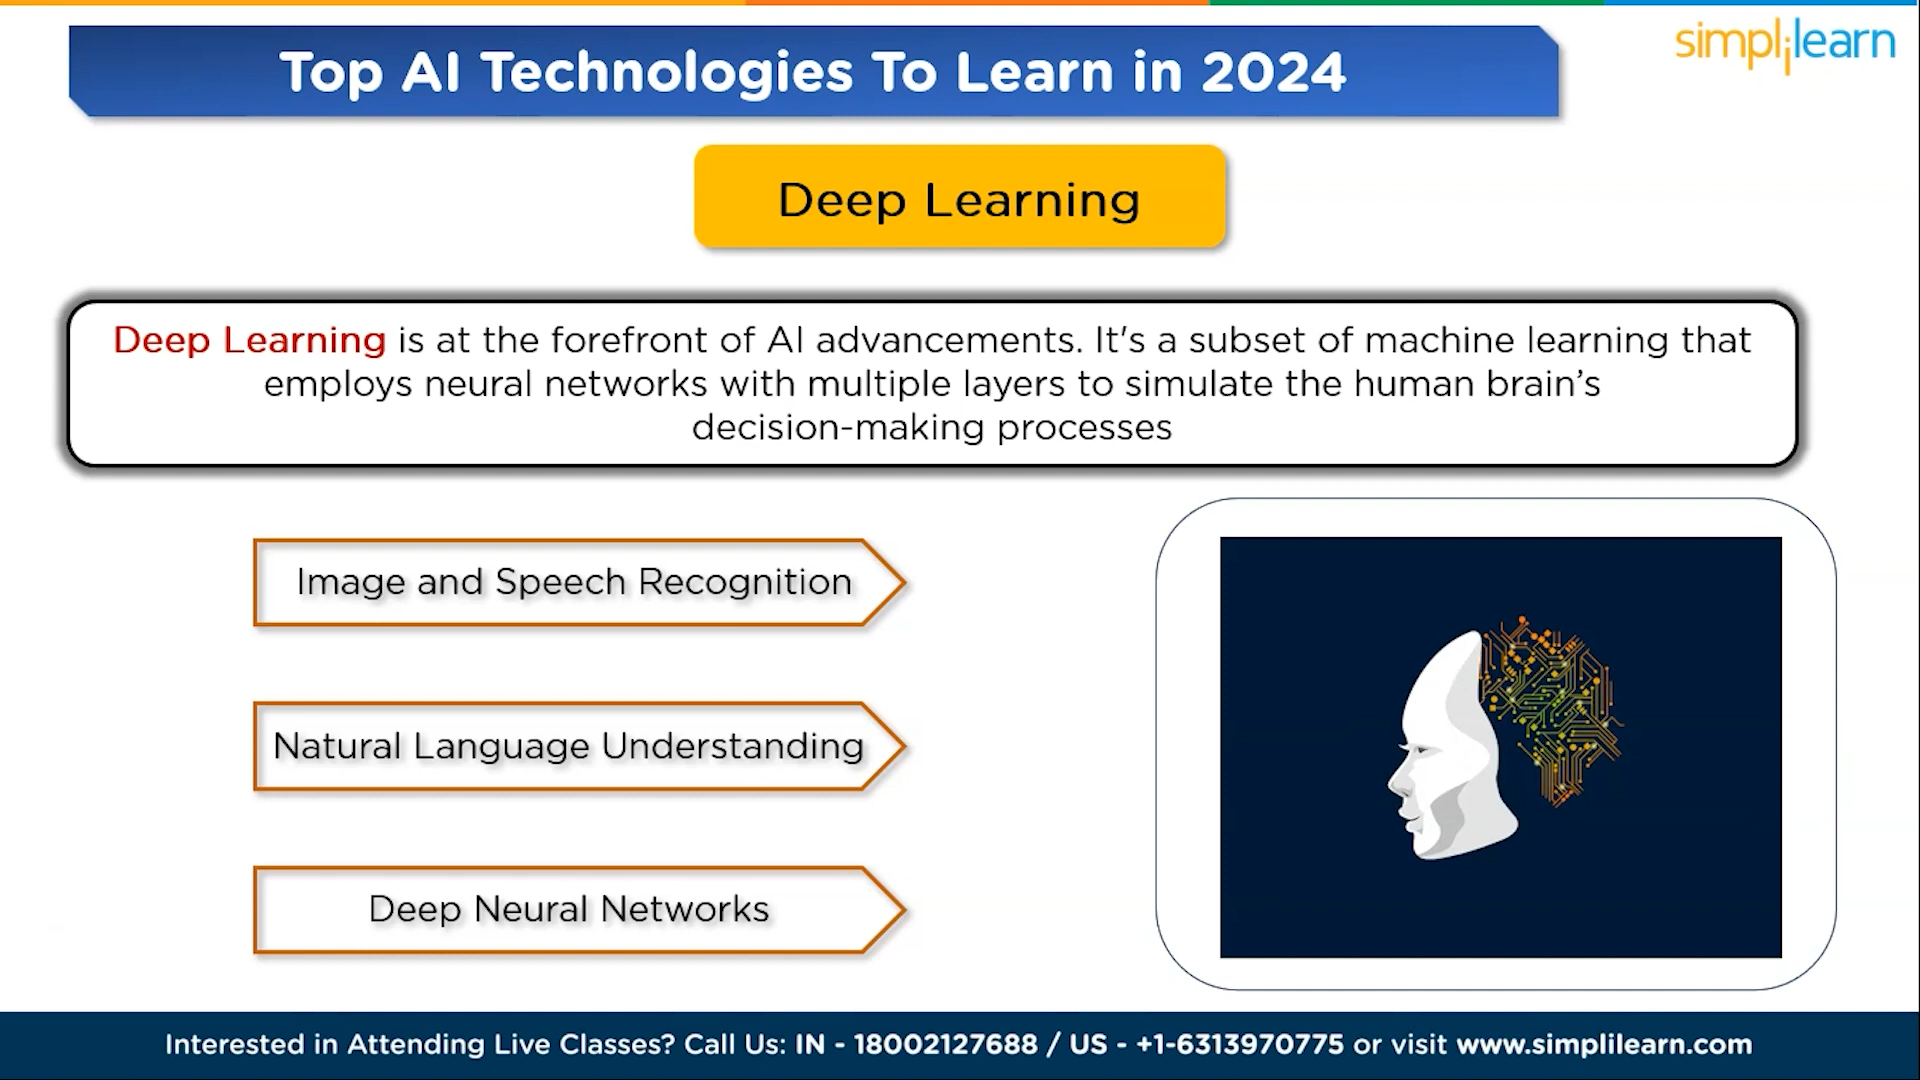 Top AI Technologies To Learn in 2024
simplilearn
Deep Learning
Deep Learning is at the forefront of AI advancements. It's a subset of machine learning that
employs neural networks with multiple layers to simulate the human brain’s
decision-making processes
Image and Speech Recognition
Natural Language Understanding
Deep Neural Networks
Interested in Attending Live Classes? Call Us: IN - 18002127688 / US - +1-6313970775 or visit www.simplilearn.com